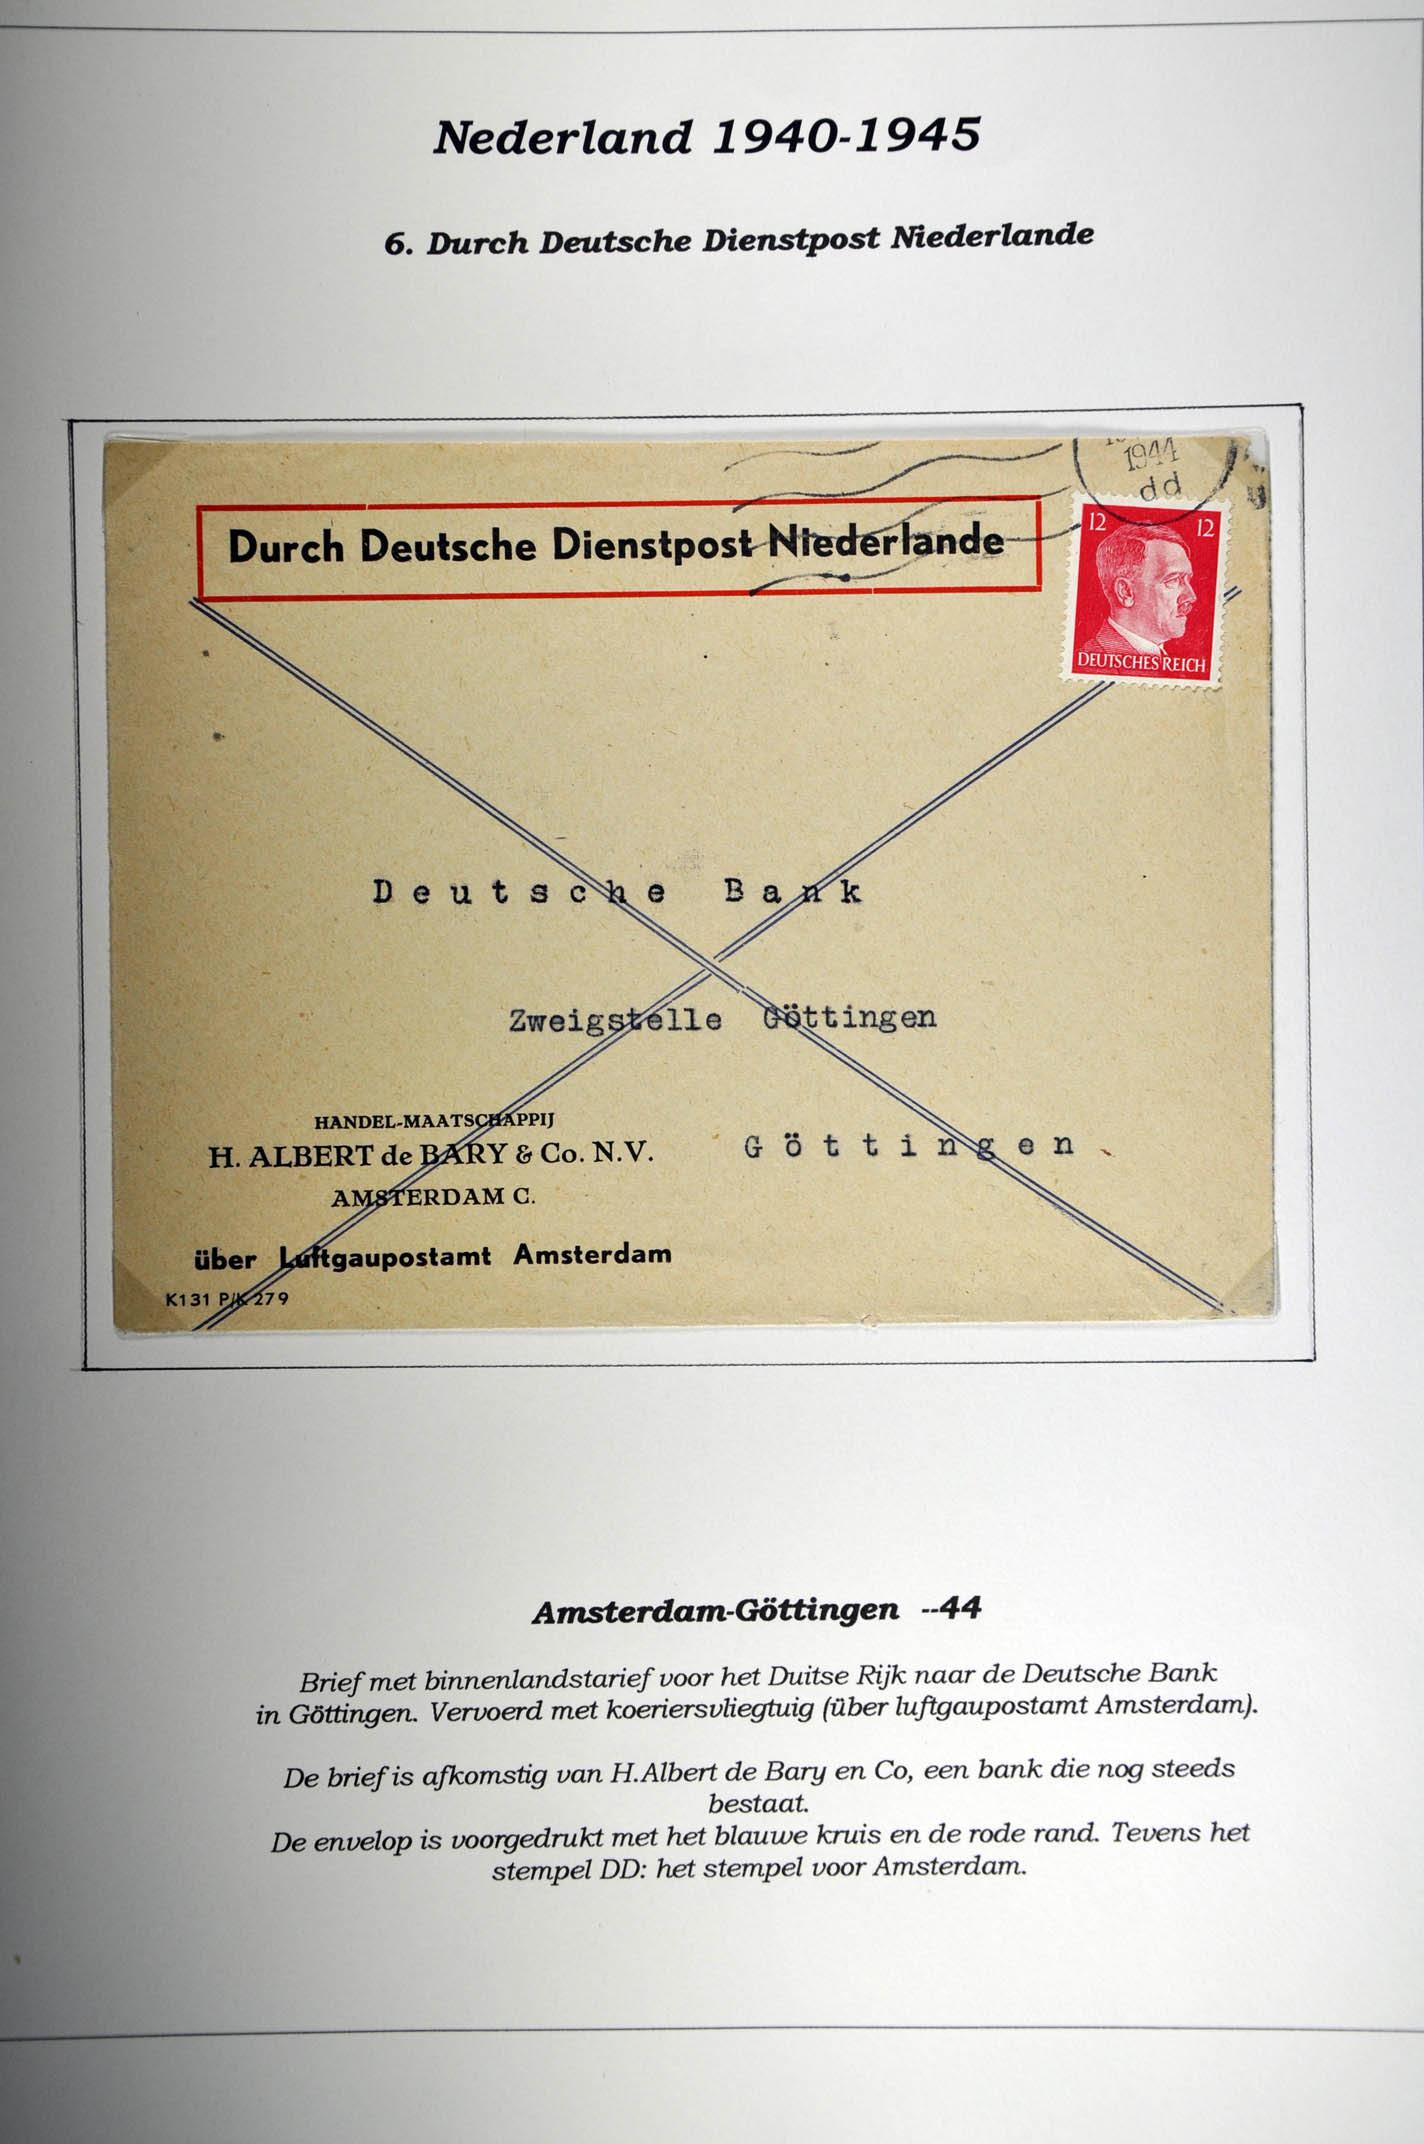 Nederland 1940-1945
6. Durch Deutsche Dienstpost Niederlande
1944
dd
Durch Deutsche Dienstpost Niederlande
12 12
DEUTSCHES REICH
Deutsche Bank
Zweigstelle Göttingen
HANDEL-MAATSCHAPPIJ
H. ALBERT de BARY & Co. N.V.
Göttingen
AMSTERDAM C.
über Luftgaupostamt Amsterdam
K131 P/K 279
Amsterdam-Göttingen --44
Brief met binnenlandstarief voor het Duitse Rijk naar de Deutsche Bank
in Göttingen. Vervoerd met koeriersvliegtuig (über luftgaupostamt Amsterdam).
De brief is afkomstig van H.Albert de Bary en Co, een bank die nog steeds
bestaat.
De envelop is voorgedrukt met het blauwe kruis en de rode rand. Tevens het
stempel DD: het stempel voor Amsterdam.